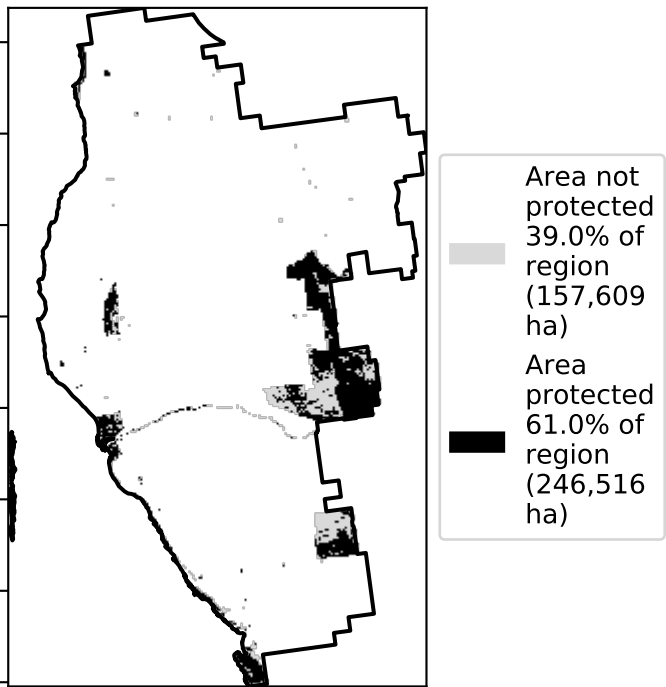 Area not
protected
39.0% of
region
(157,609
ha)
Area
protected
61.0% of
region
(246,516
ha)